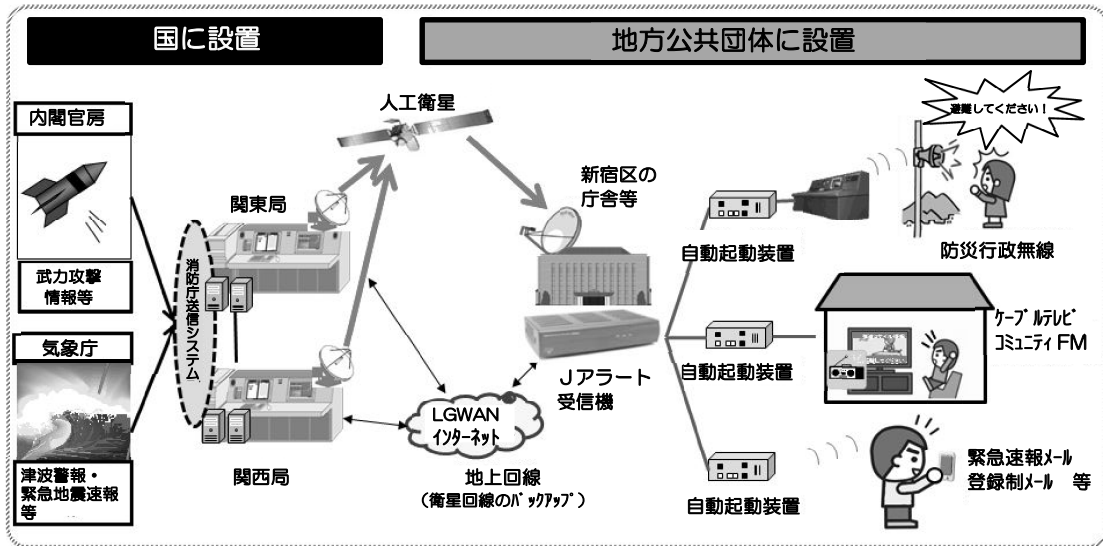 国に設置
地方公共団体に設置
内閣官房
武力攻撃
情報等
気象庁
津波警報・
緊急地震速報
等
消防庁送信システム
関東局
関西局
人工衛星
新宿区の
庁舎等
Jアラート
受信機
LGWAN
インターネット
地上回線
(衛星回線のバックアップ)
自動起動装置
避難してください!
防災行政無線
自動起動装置
ケーブルテレビ
コミュニティFM
自動起動装置
緊急速報メール
登録制メール 等